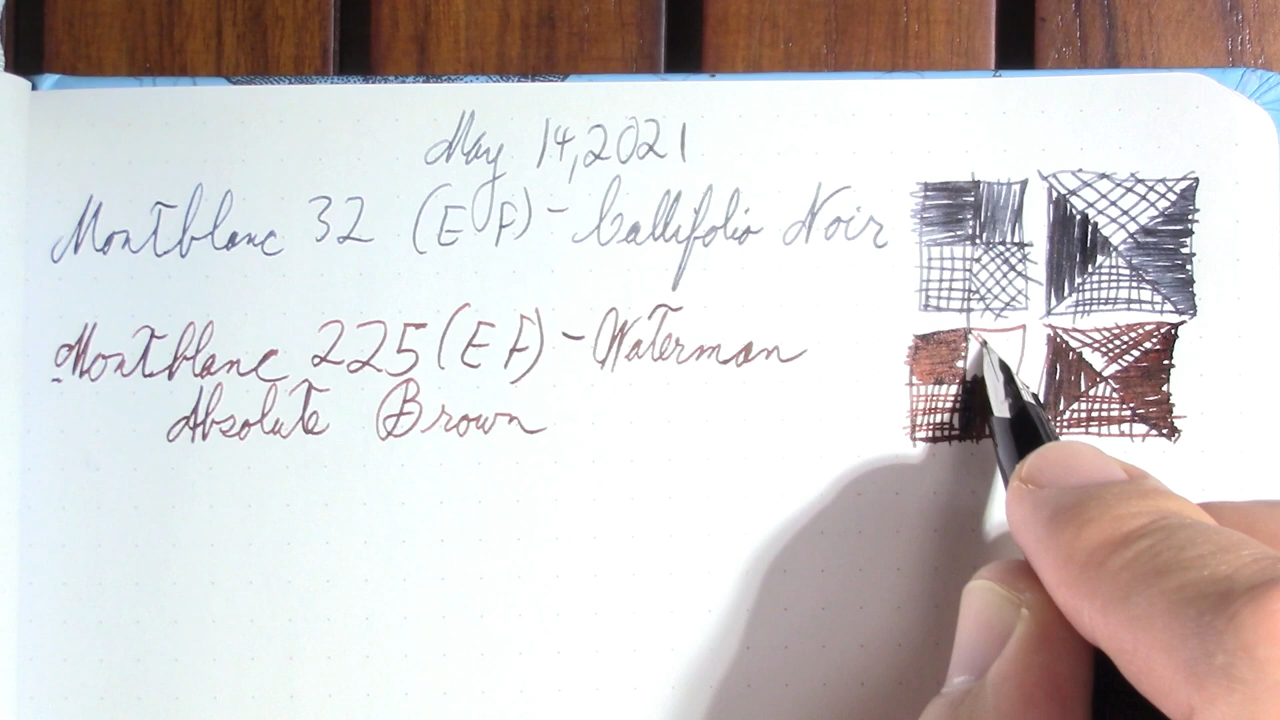 May 14, 2021
Montblanc 32 (EF) - Callifolio Noir
Montblanc 225 (EF) - Waterman
Absolute Brown